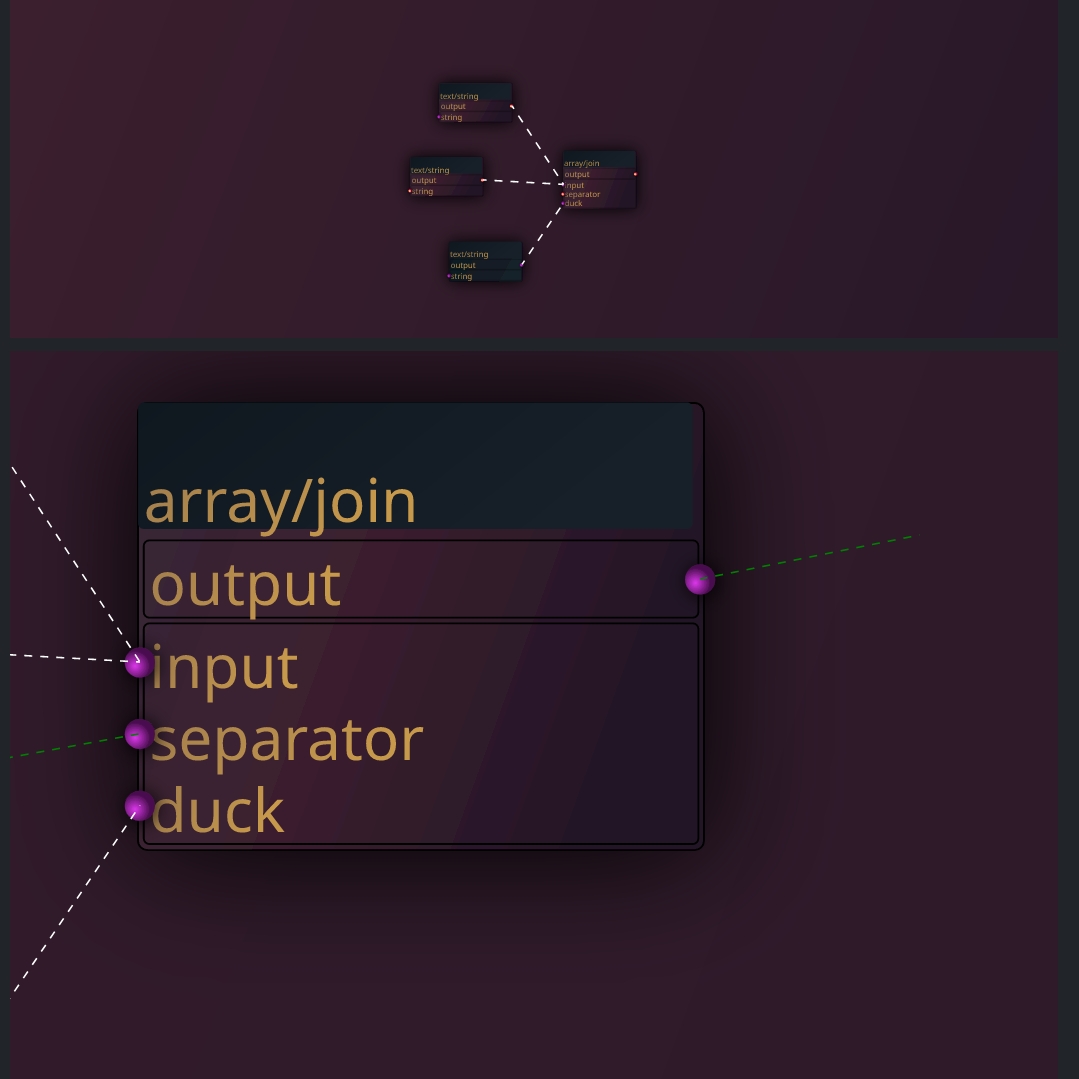 text/string
output
string
text/string
output
string
array/join
output
input
separator
duck
text/string
output
string
array/join
output
input
separator
duck